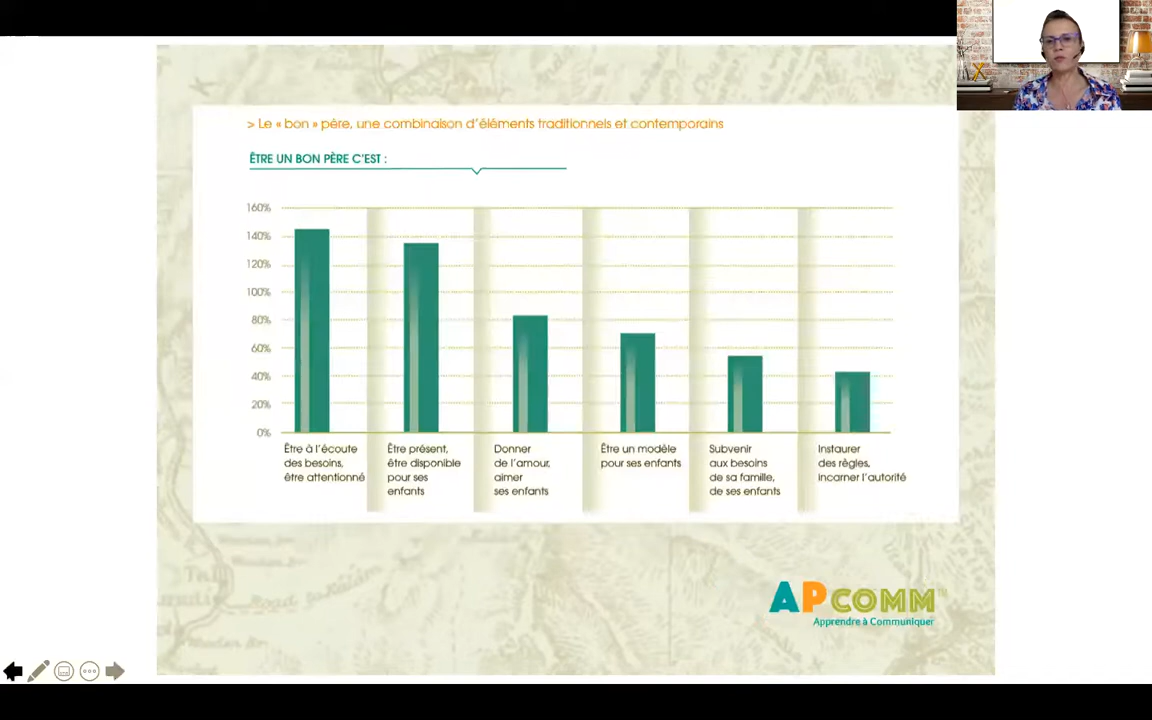 > Le « bon » père, une combinaison d'éléments traditionnels et contemporains
ÊTRE UN BON PÈRE C'EST :
160%
140%
120%
100%
80%
60%
40%
20%
0%
Être à l'écoute
des besoins,
être attentionné
Être présent,
être disponible
pour ses
enfants
Donner
de l'amour,
aimer
ses enfants
Être un modèle
pour ses enfants
Subvenir
aux besoins
de sa famille,
de ses enfants
Instaurer
des règles,
incarner l'autorité
APCOMM
Apprendre à Communiquer